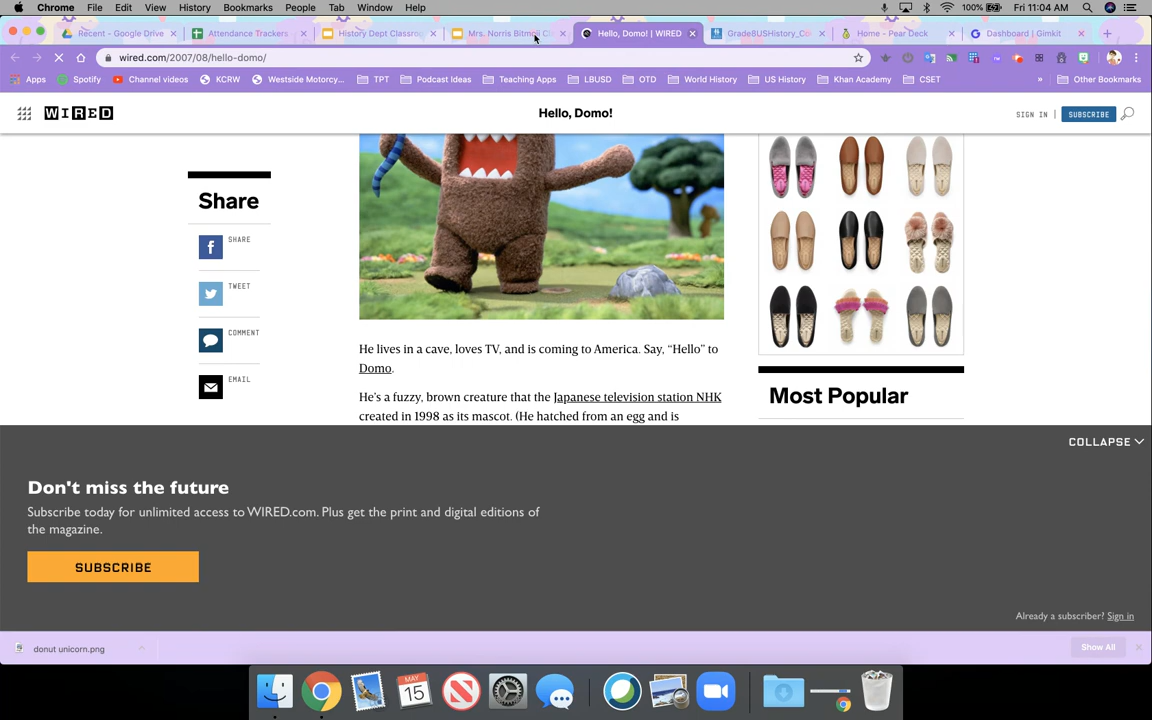 Chrome File Edit View History Bookmarks People Tab Window Help 100% Fri 11:04 AM
Recent - Google Drive Attendance Trackers History Dept Classroo Mrs. Norris Bitmoji Cl Hello, Domo! | WIRED Grade8USHistory_Co Home - Pear Deck Dashboard | Gimkit
wired.com/2007/08/hello-domo/
Apps Spotify Channel videos KCRW Westside Motorcy... TPT Podcast Ideas Teaching Apps LBUSD OTD World History US History Khan Academy CSET » Other Bookmarks
WIRED Hello, Domo! SIGN IN | SUBSCRIBE
Share
SHARE
TWEET
COMMENT
EMAIL
He lives in a cave, loves TV, and is coming to America. Say, “Hello” to
Domo.
He’s a fuzzy, brown creature that the Japanese television station NHK
created in 1998 as its mascot. (He hatched from an egg and is
Most Popular
COLLAPSE
Don't miss the future
Subscribe today for unlimited access to WIRED.com. Plus get the print and digital editions of
the magazine.
SUBSCRIBE
Already a subscriber? Sign in
donut unicorn.png Show All
MAY
15